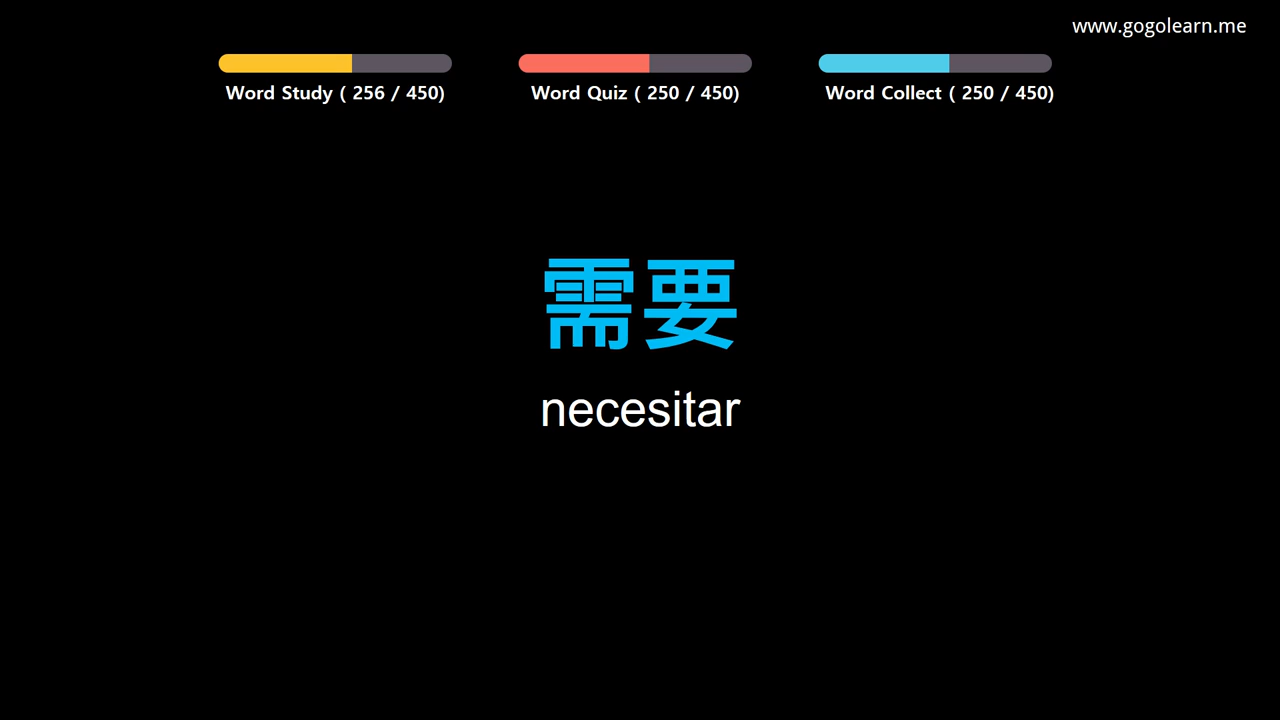 www.gogolearn.me
Word Study ( 256 / 450)
Word Quiz ( 250 / 450)
Word Collect ( 250 / 450)
需要
necesitar